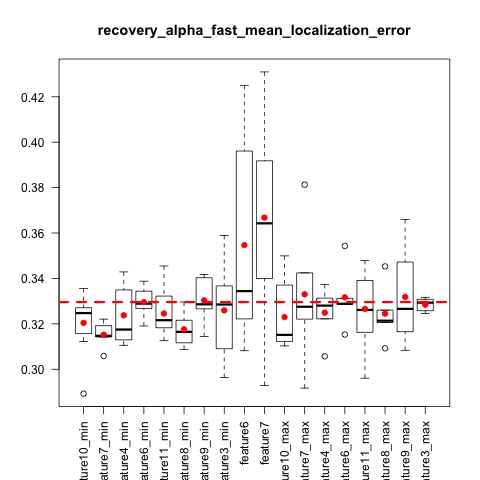 recovery_alpha_fast_mean_localization_error
0.42
0.40
0.38
0.36
0.34
0.32
0.30
ture10_min
ature7_min
ature4_min
ature6_min
ture11_min
ature8_min
ature9_min
ature3_min
feature6
feature7
ture10_max
ature7_max
ature4_max
ature6_max
ture11_max
ature8_max
ature9_max
ature3_max